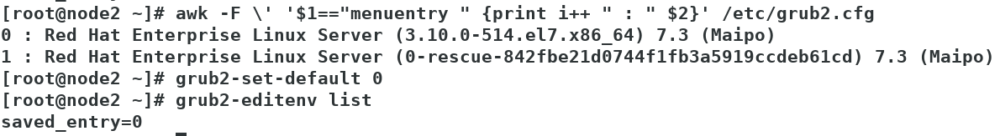 [root@node2 ~]# awk -F \' '$1=="menuentry " {print i++ " : " $2}' /etc/grub2.cfg
0 : Red Hat Enterprise Linux Server (3.10.0-514.el7.x86_64) 7.3 (Maipo)
1 : Red Hat Enterprise Linux Server (0-rescue-842fbe21d0744f1fb3a5919ccdeb61cd) 7.3 (Maipo)
[root@node2 ~]# grub2-set-default 0
[root@node2 ~]# grub2-editenv list
saved_entry=0